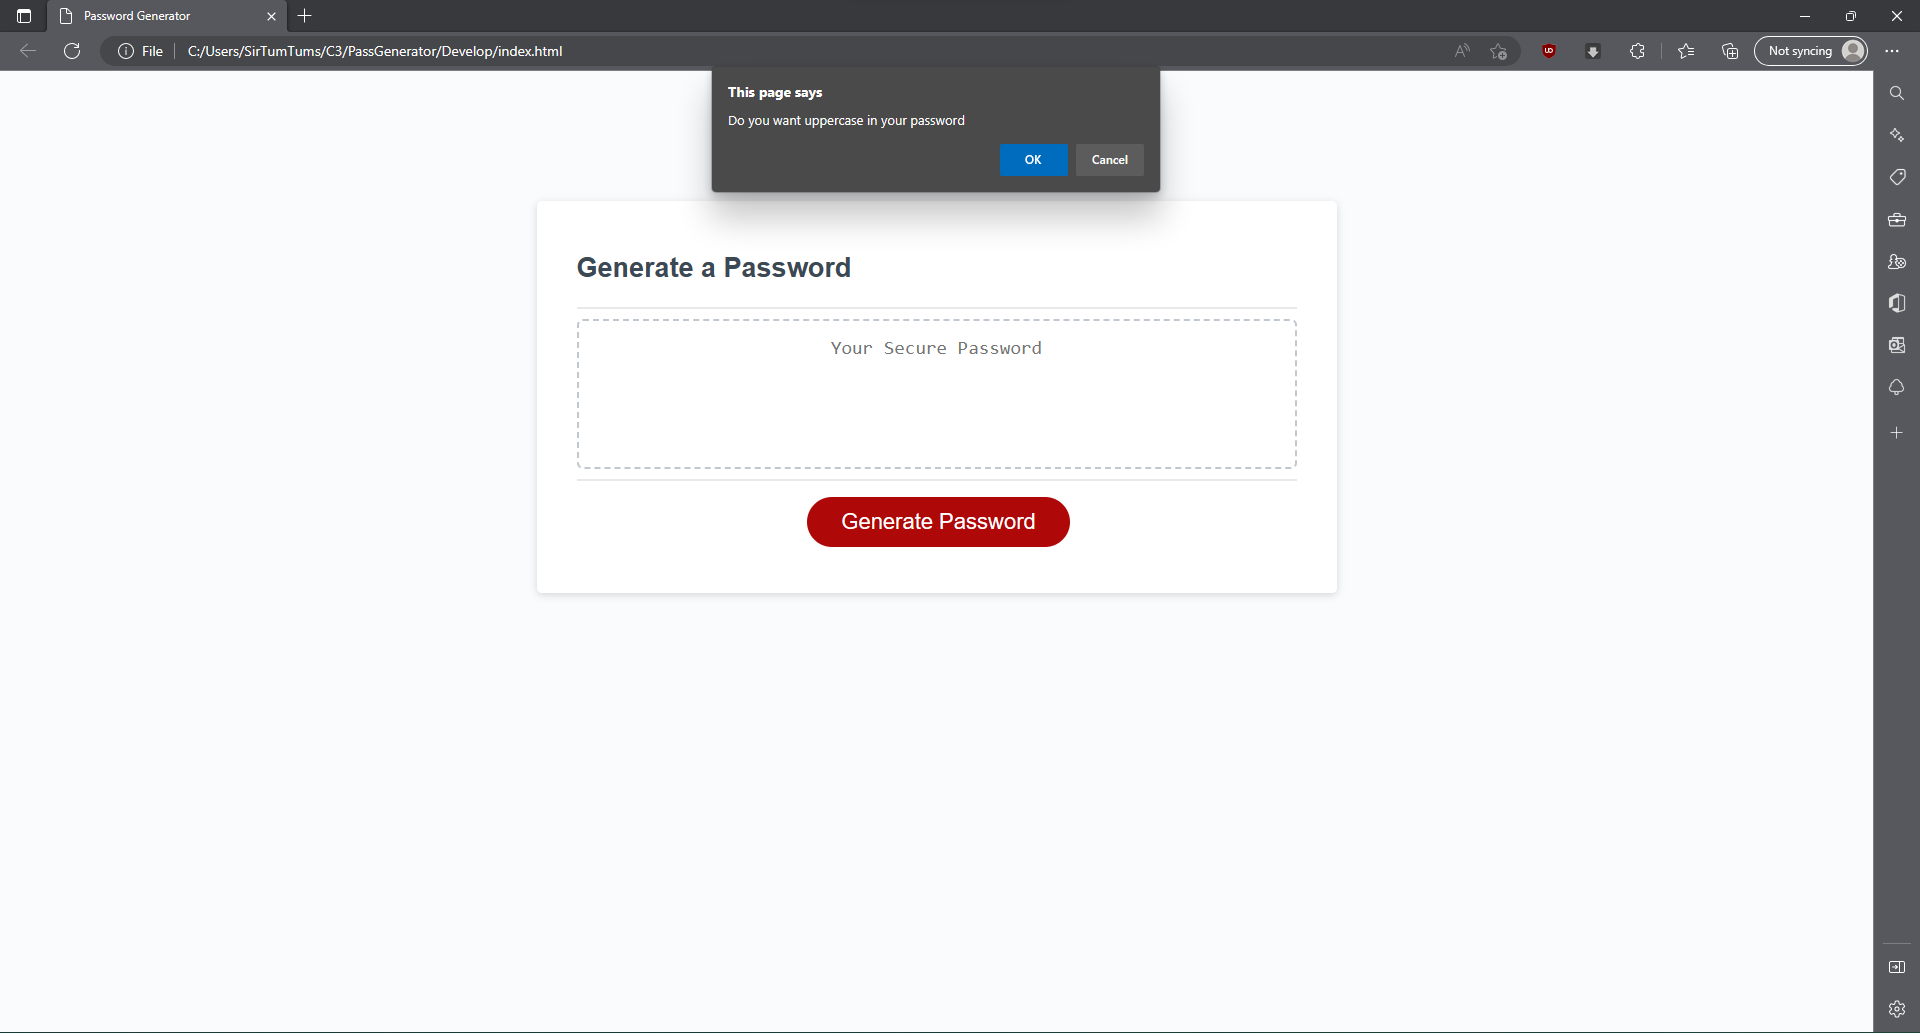 Password Generator
File
C:/Users/SirTumTums/C3/PassGenerator/Develop/index.html
Not syncing
This page says
Do you want uppercase in your password
OK
Cancel
Generate a Password
Your Secure Password
Generate Password